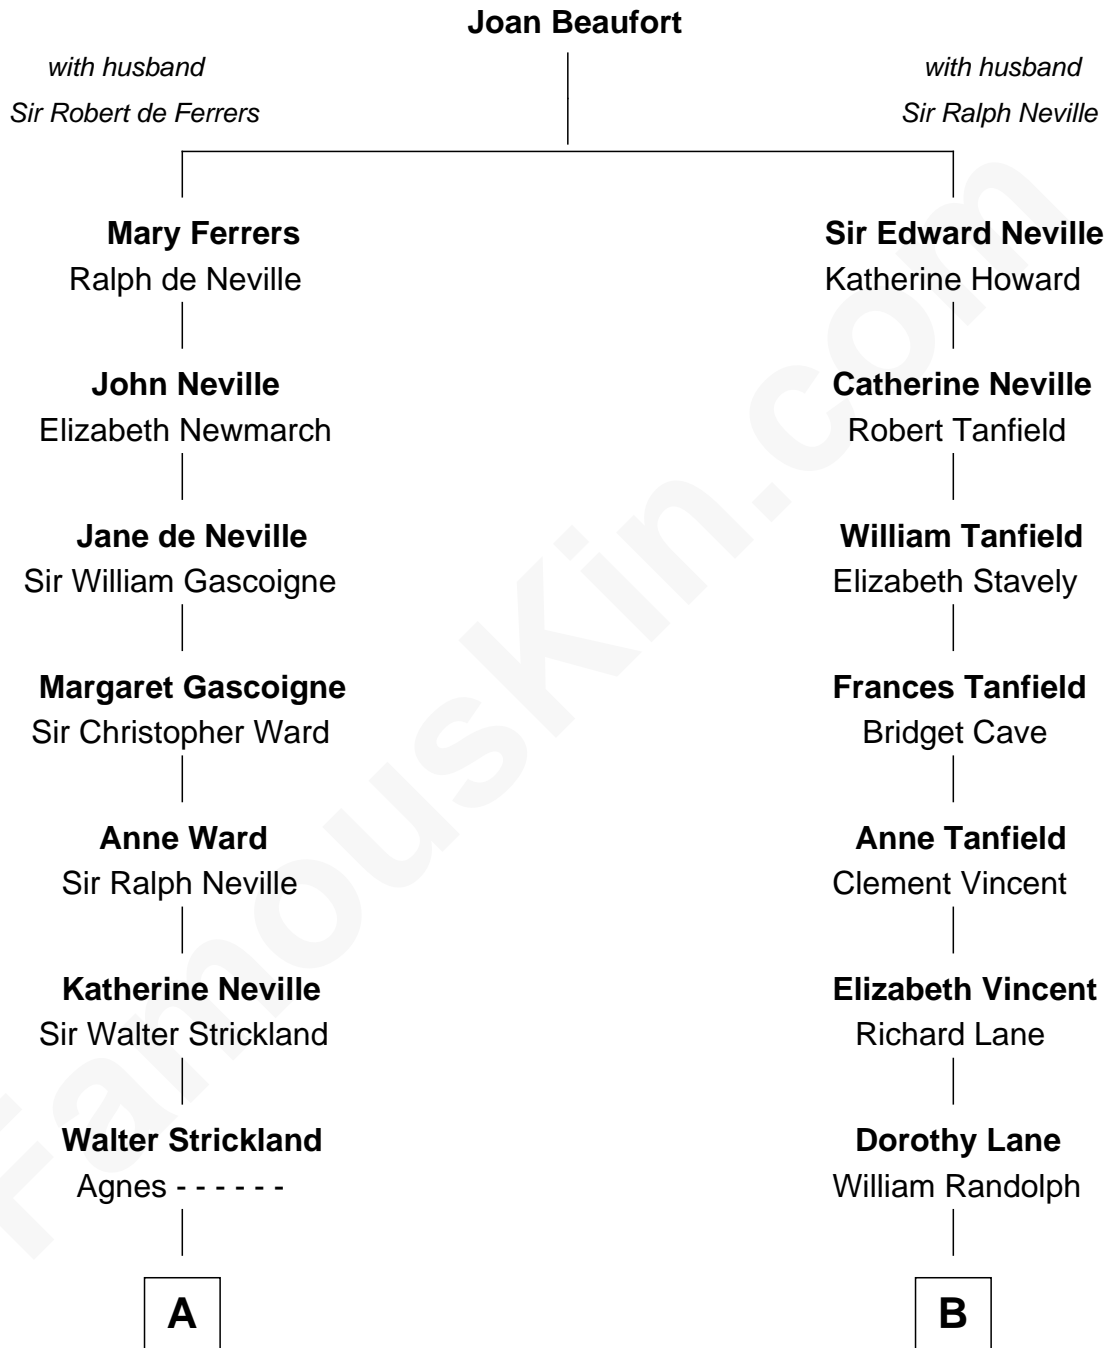 Joan Beaufort
with husband
Sir Robert de Ferrers
with husband
Sir Ralph Neville
Mary Ferrers
Ralph de Neville
Sir Edward Neville
Katherine Howard
John Neville
Elizabeth Newmarch
Catherine Neville
Robert Tanfield
Jane de Neville
Sir William Gascoigne
William Tanfield
Elizabeth Stavely
Margaret Gascoigne
Sir Christopher Ward
Frances Tanfield
Bridget Cave
Anne Ward
Sir Ralph Neville
Anne Tanfield
Clement Vincent
Katherine Neville
Sir Walter Strickland
Elizabeth Vincent
Richard Lane
Walter Strickland
Agnes - - - - - -
Dorothy Lane
William Randolph
A
B
FamousKin.com